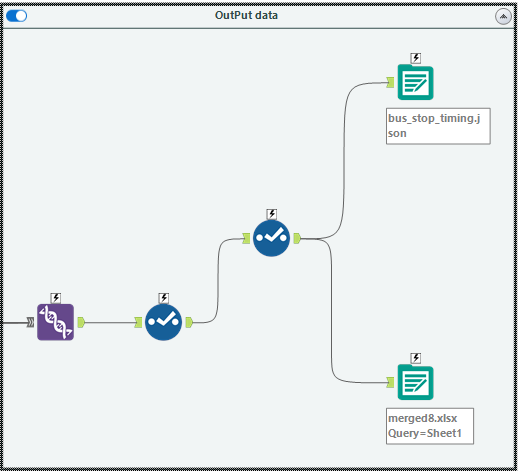 OutPut data
bus_stop_timing.j
son
merged8.xlsx
Query=Sheet1